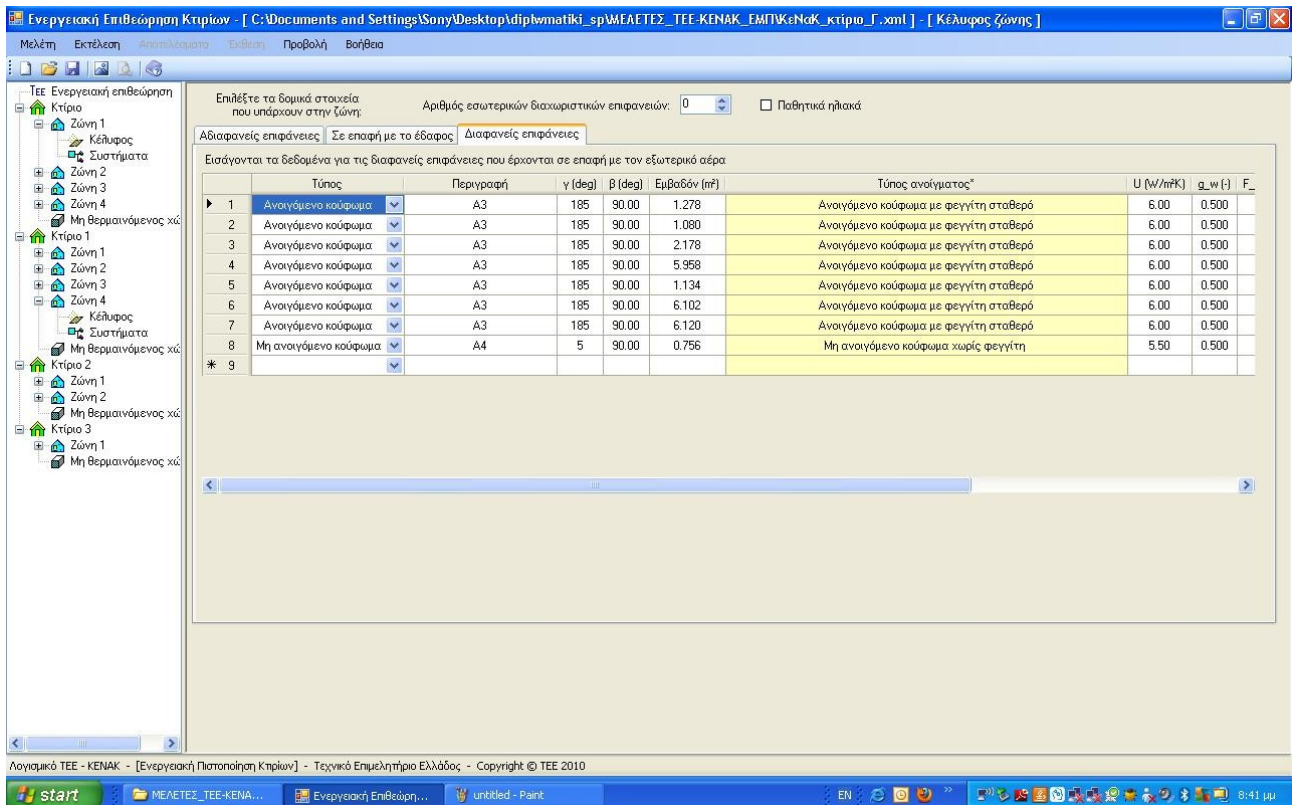 Ενεργειακή Επιθεώρηση Κτιρίων - [ C:\Documents and Settings\Sony\Desktop\diplwmatiki_sp\ΜΕΛΕΤΕΣ_ΤΕΕ-ΚΕΝΑΚ_ΕΜΠ\ΚεΝαΚ_κτίριο_Γ.xml ] - [ Κέλυφος ζώνης ]
Μελέτη Εκτέλεση Αποτελέσματα Έκθεση Προβολή Βοήθεια
ΤΕΕ Ενεργειακή επιθεώρηση
Κτίριο
Ζώνη 1
Κέλυφος
Συστήματα
Ζώνη 2
Ζώνη 3
Ζώνη 4
Μη θερμαινόμενος χώ
Κτίριο 1
Ζώνη 1
Ζώνη 2
Ζώνη 3
Ζώνη 4
Κέλυφος
Συστήματα
Μη θερμαινόμενος χώ
Κτίριο 2
Ζώνη 1
Ζώνη 2
Μη θερμαινόμενος χώ
Κτίριο 3
Ζώνη 1
Μη θερμαινόμενος χώ
Επιλέξτε τα δομικά στοιχεία
που υπάρχουν στην ζώνη:
Αριθμός εσωτερικών διαχωριστικών επιφανειών: 0 Παθητικά ηλιακά
Αδιαφανείς επιφάνειες Σε επαφή με το έδαφος Διαφανείς επιφάνειες
Εισάγονται τα δεδομένα για τις διαφανείς επιφάνειες που έρχονται σε επαφή με τον εξωτερικό αέρα
Τύπος Περιγραφή γ (deg) β (deg) Εμβαδόν (m²) Τύπος ανοίγματος* U (W/m²K) g_w (-) F_
1 Ανοιγόμενο κούφωμα A3 185 90.00 1.278 Ανοιγόμενο κούφωμα με φεγγίτη σταθερό 6.00 0.500
2 Ανοιγόμενο κούφωμα A3 185 90.00 1.080 Ανοιγόμενο κούφωμα με φεγγίτη σταθερό 6.00 0.500
3 Ανοιγόμενο κούφωμα A3 185 90.00 2.178 Ανοιγόμενο κούφωμα με φεγγίτη σταθερό 6.00 0.500
4 Ανοιγόμενο κούφωμα A3 185 90.00 5.958 Ανοιγόμενο κούφωμα με φεγγίτη σταθερό 6.00 0.500
5 Ανοιγόμενο κούφωμα A3 185 90.00 1.134 Ανοιγόμενο κούφωμα με φεγγίτη σταθερό 6.00 0.500
6 Ανοιγόμενο κούφωμα A3 185 90.00 6.102 Ανοιγόμενο κούφωμα με φεγγίτη σταθερό 6.00 0.500
7 Ανοιγόμενο κούφωμα A3 185 90.00 6.120 Ανοιγόμενο κούφωμα με φεγγίτη σταθερό 6.00 0.500
8 Μη ανοιγόμενο κούφωμα A4 5 90.00 0.756 Μη ανοιγόμενο κούφωμα χωρίς φεγγίτη 5.50 0.500
* 9
Λογισμικό ΤΕΕ - ΚΕΝΑΚ - [Ενεργειακή Πιστοποίηση Κτιρίων] - Τεχνικό Επιμελητήριο Ελλάδος - Copyright © ΤΕΕ 2010
start ΜΕΛΕΤΕΣ_ΤΕΕ-ΚΕΝΑ... Ενεργειακή Επιθεώρη... untitled - Paint EN » 8:41 μμ